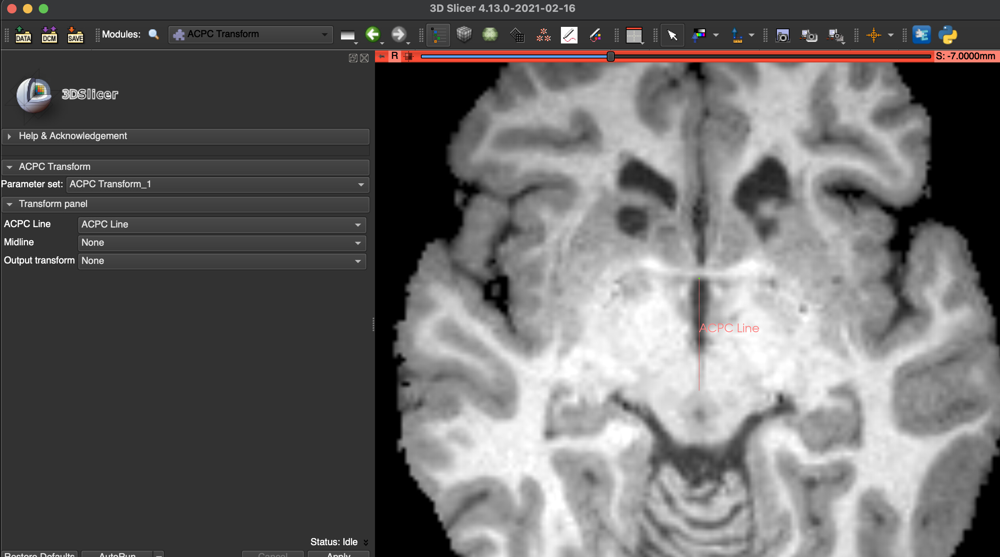 3D Slicer 4.13.0-2021-02-16
DATA DCM SAVE Modules: ACPC Transform
R S: -7.0000mm
3DSlicer
Help & Acknowledgement
ACPC Transform
Parameter set: ACPC Transform_1
Transform panel
ACPC Line ACPC Line
Midline None
Output transform None
ACPC Line
Status: Idle
Restore Defaults AutoRun Cancel Apply